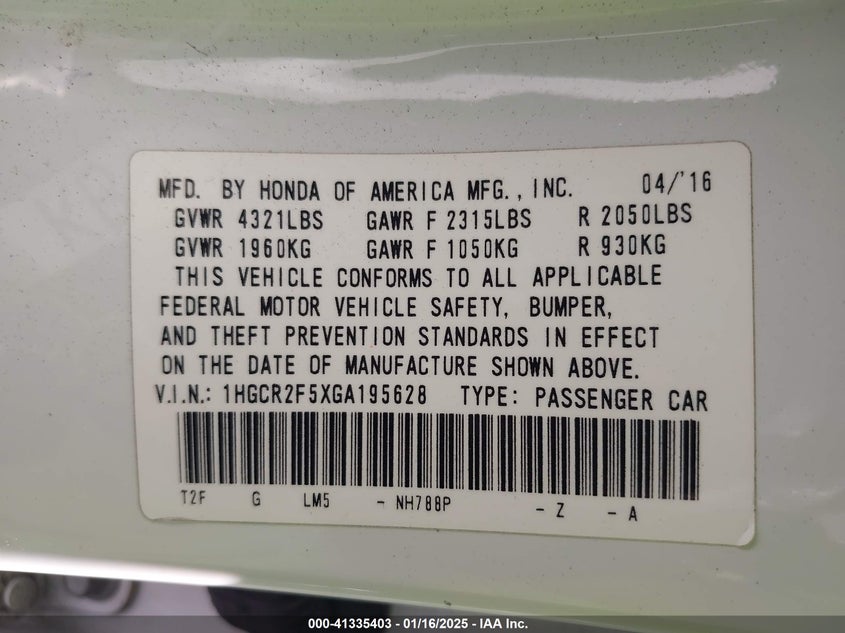 MFD. BY HONDA OF AMERICA MFG., INC. 04/'16
GVWR 4321LBS GAWR F 2315LBS R 2050LBS
GVWR 1960KG GAWR F 1050KG R 930KG
THIS VEHICLE CONFORMS TO ALL APPLICABLE
FEDERAL MOTOR VEHICLE SAFETY, BUMPER,
AND THEFT PREVENTION STANDARDS IN EFFECT
ON THE DATE OF MANUFACTURE SHOWN ABOVE.
V.I.N.: 1HGCR2F5XGA195628 TYPE: PASSENGER CAR
T2F G LM5 - NH788P - Z - A
000-41335403 - 01/16/2025 - IAA Inc.